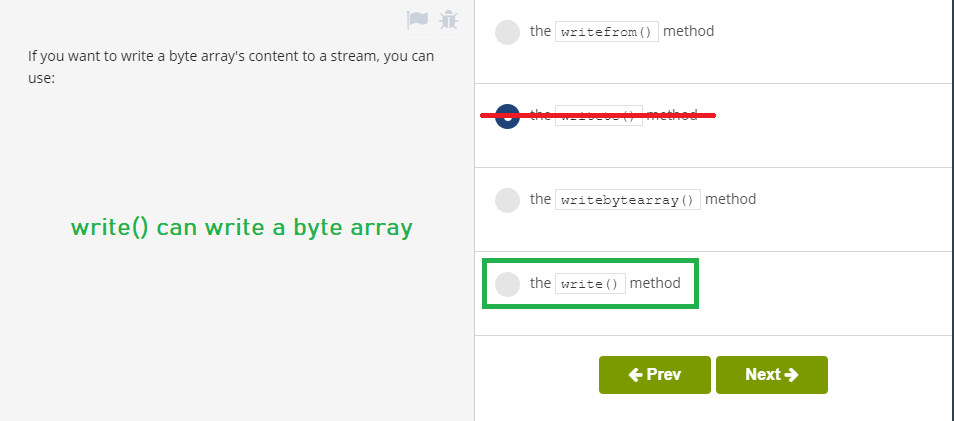 If you want to write a byte array's content to a stream, you can
use:
write() can write a byte array
the writefrom() method
the writeto() method
the writebytearray() method
the write() method
Prev
Next